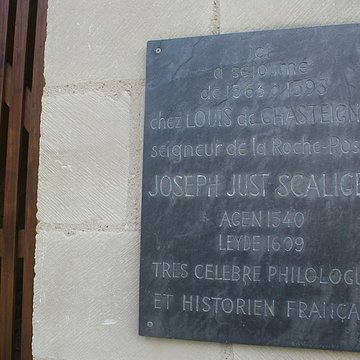 ICI
a séjourné
de 1563 à 1593
chez LOUIS de CHASTEIGN
seigneur de la Roche-Pos
JOSEPH JUST SCALIGE
AGEN 1540
LEYDE 1609
TRES CELEBRE PHILOLOGU
ET HISTORIEN FRANÇA